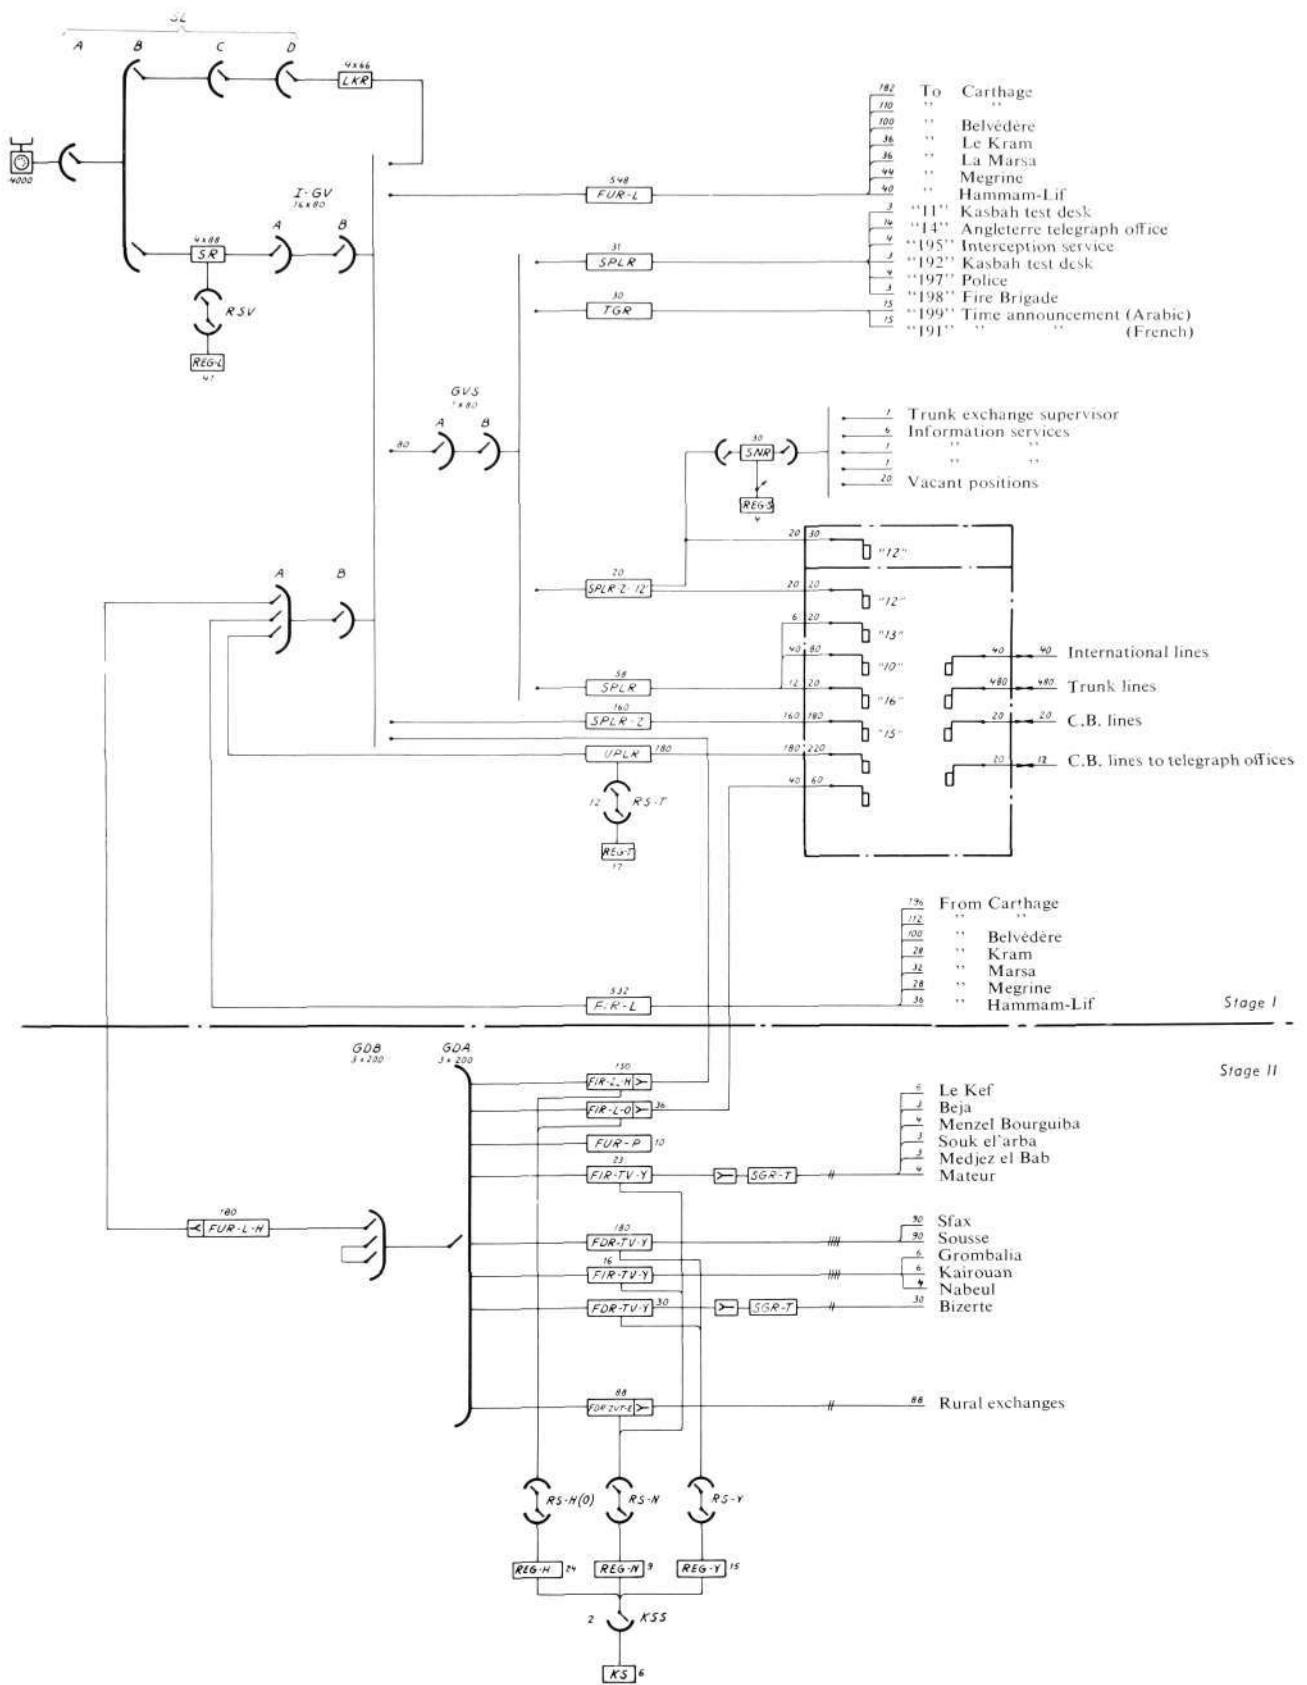 SL
A B C D
4x66
LKR
4000
I-GV
16x80
A B
4x88
SR
RSV
REG-L
47
182 To Carthage
110 " "
100 " Belvédère
36 " Le Kram
36 " La Marsa
44 " Megrine
40 " Hammam-Lif
548
FUR-L
3 "11" Kasbah test desk
14 "14" Angleterre telegraph office
4 "195" Interception service
3 "192" Kasbah test desk
4 "197" Police
3 "198" Fire Brigade
31
SPLR
15 "199" Time announcement (Arabic)
15 "191" " " (French)
30
TGR
GVS
1x80
A B
80
1 Trunk exchange supervisor
6 Information services
1 " "
1 " "
20 Vacant positions
30
SNR
REG-S
4
20 30 "12"
20
SPLR-Z-12
20 20 "12"
6 20 "13"
40 80 "10"
58
SPLR
12 20 "16"
160
SPLR-Z
160 180 "15"
UPLR 180
180 220
40 60
40 40 International lines
480 480 Trunk lines
20 20 C.B. lines
20 12 C.B. lines to telegraph offices
A B
12 RS-T
REG-T
17
196 From Carthage
112 " "
100 " Belvédère
28 " Kram
32 " Marsa
28 " Megrine
36 " Hammam-Lif
532
Stage I
Stage II
GDB
3x200
GDA
3x200
FIR-L-O 36
FUR-P 10
23
FIR-TV-Y
SGR-T
6 Le Kef
3 Beja
4 Menzel Bourguiba
3 Souk el'arba
3 Medjez el Bab
4 Mateur
180
FUR-L-H
180
FDR-TV-Y
90 Sfax
90 Sousse
16
FIR-TV-Y
6 Grombalia
6 Kairouan
4 Nabeul
FDR-TV-Y 30
SGR-T
30 Bizerte
88
88 Rural exchanges
RS-H(O) RS-N RS-Y
REG-H 24 REG-N 9 REG-Y 15
2 KSS
KS 6